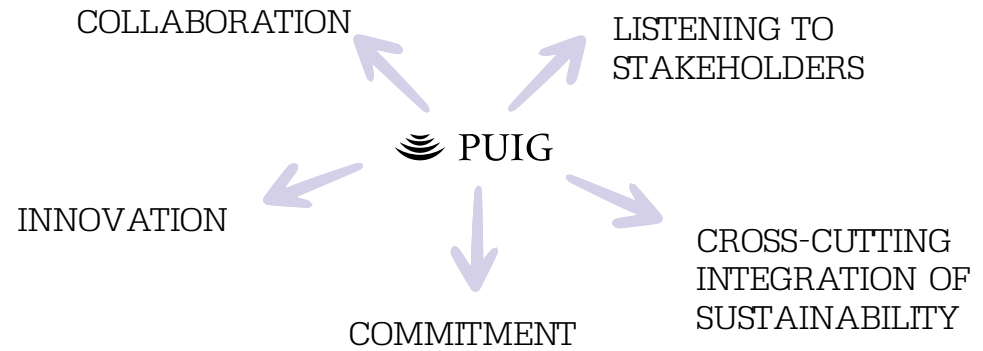 COLLABORATION
LISTENING TO
STAKEHOLDERS
PUIG
INNOVATION
CROSS-CUTTING
INTEGRATION OF
SUSTAINABILITY
COMMITMENT